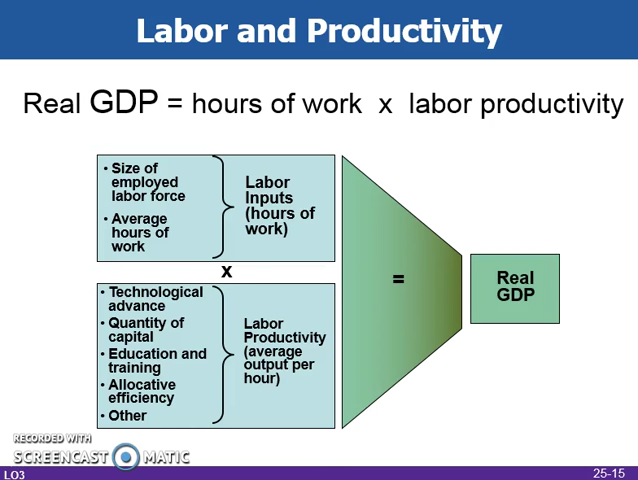 Labor and Productivity
Real GDP = hours of work x labor productivity
• Size of
employed
labor force
• Average
hours of
work
Labor
Inputs
(hours of
work)
x
• Technological
advance
• Quantity of
capital
• Education and
training
• Allocative
efficiency
• Other
Labor
Productivity
(average
output per
hour)
=
Real
GDP
RECORDED WITH
SCREENCAST MATIC
LO3
25-15